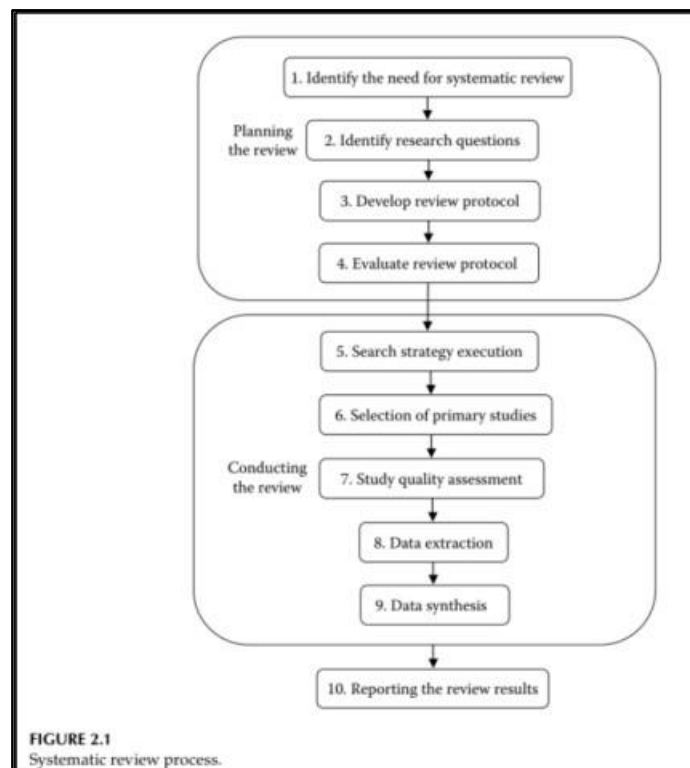 1. Identify the need for systematic review
Planning
the review
2. Identify research questions
3. Develop review protocol
4. Evaluate review protocol
5. Search strategy execution
6. Selection of primary studies
Conducting
the review
7. Study quality assessment
8. Data extraction
9. Data synthesis
10. Reporting the review results
FIGURE 2.1
Systematic review process.